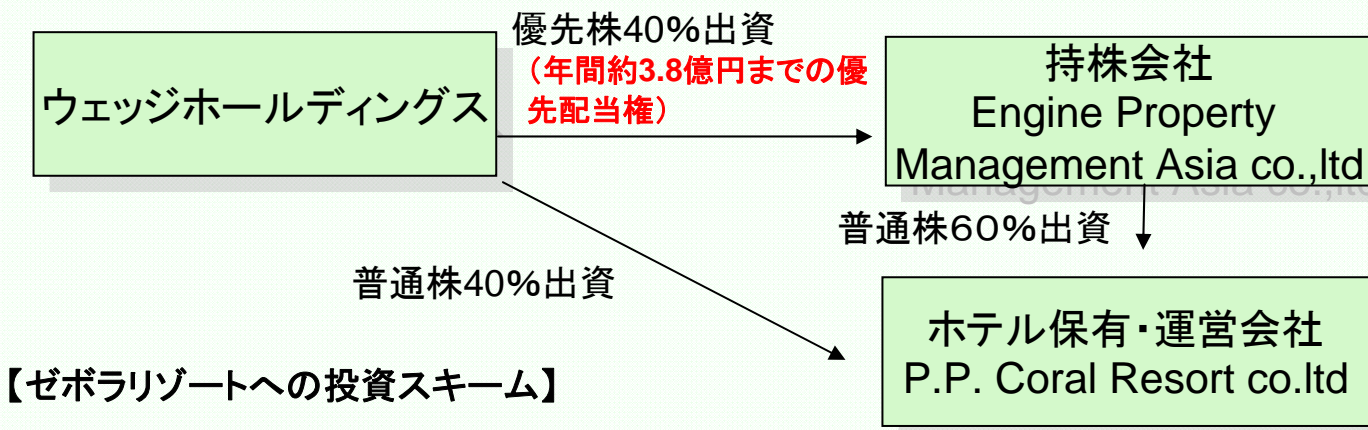 優先株40%出資
（年間約3.8億円までの優
先配当権）
ウェッジホールディングス
持株会社
Engine Property
Management Asia co.,ltd
普通株６０％出資
普通株40%出資
ホテル保有・運営会社
P.P. Coral Resort co.ltd
【ゼボラリゾートへの投資スキーム】